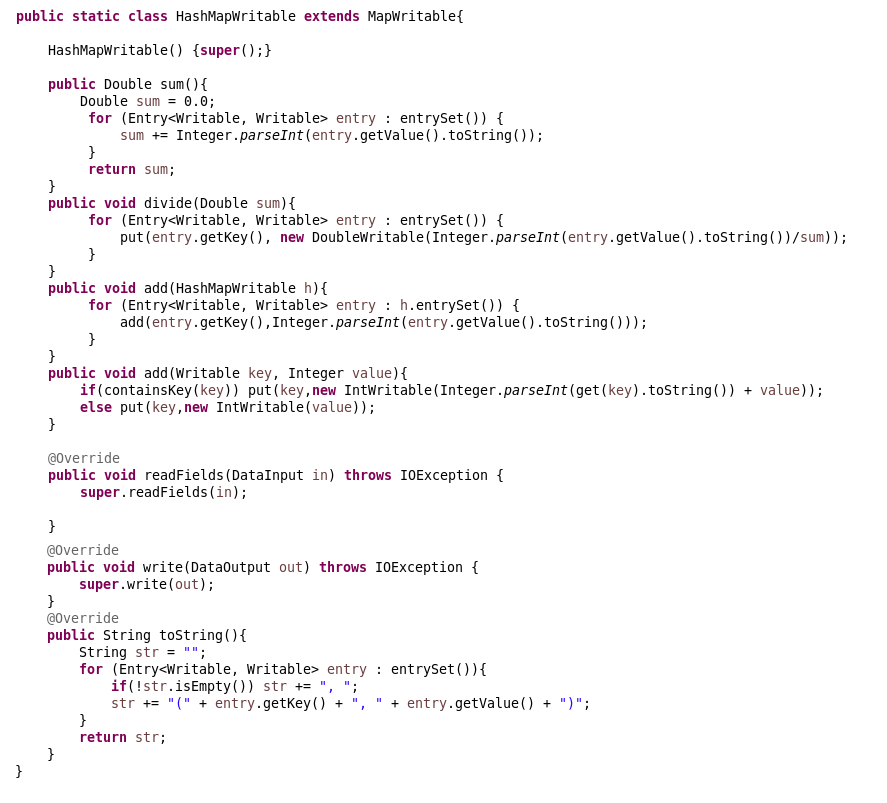 public static class HashMapWritable extends MapWritable{
HashMapWritable() {super();}
public Double sum(){
Double sum = 0.0;
for (Entry<Writable, Writable> entry : entrySet()) {
sum += Integer.parseInt(entry.getValue().toString());
}
return sum;
}
public void divide(Double sum){
for (Entry<Writable, Writable> entry : entrySet()) {
put(entry.getKey(), new DoubleWritable(Integer.parseInt(entry.getValue().toString())/sum));
}
}
public void add(HashMapWritable h){
for (Entry<Writable, Writable> entry : h.entrySet()) {
add(entry.getKey(),Integer.parseInt(entry.getValue().toString()));
}
}
public void add(Writable key, Integer value){
if(containsKey(key)) put(key,new IntWritable(Integer.parseInt(get(key).toString()) + value));
else put(key,new IntWritable(value));
}
@Override
public void readFields(DataInput in) throws IOException {
super.readFields(in);
}
@Override
public void write(DataOutput out) throws IOException {
super.write(out);
}
@Override
public String toString(){
String str = "";
for (Entry<Writable, Writable> entry : entrySet()){
if(!str.isEmpty()) str += ", ";
str += "(" + entry.getKey() + ", " + entry.getValue() + ")";
}
return str;
}
}